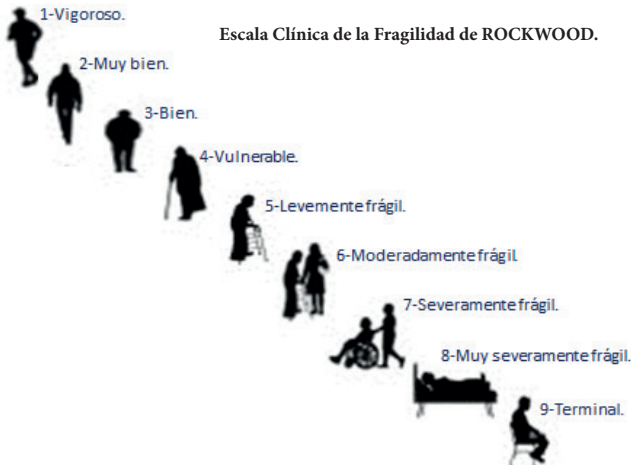 1-Vigoroso.
Escala Clínica de la Fragilidad de ROCKWOOD.
2-Muy bien.
3-Bien.
4-Vulnerable.
5-Levemente frágil.
6-Moderadamente frágil.
7-Severamente frágil.
8-Muy severamente frágil.
9-Terminal.